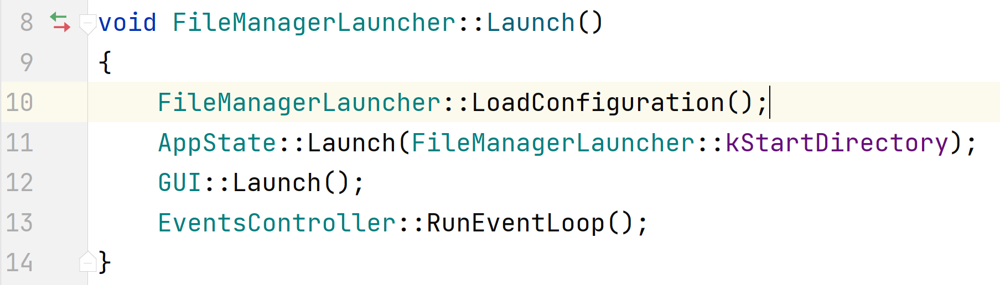 8 void FileManagerLauncher::Launch()
9 {
10 FileManagerLauncher::LoadConfiguration();
11 AppState::Launch(FileManagerLauncher::kStartDirectory);
12 GUI::Launch();
13 EventsController::RunEventLoop();
14 }